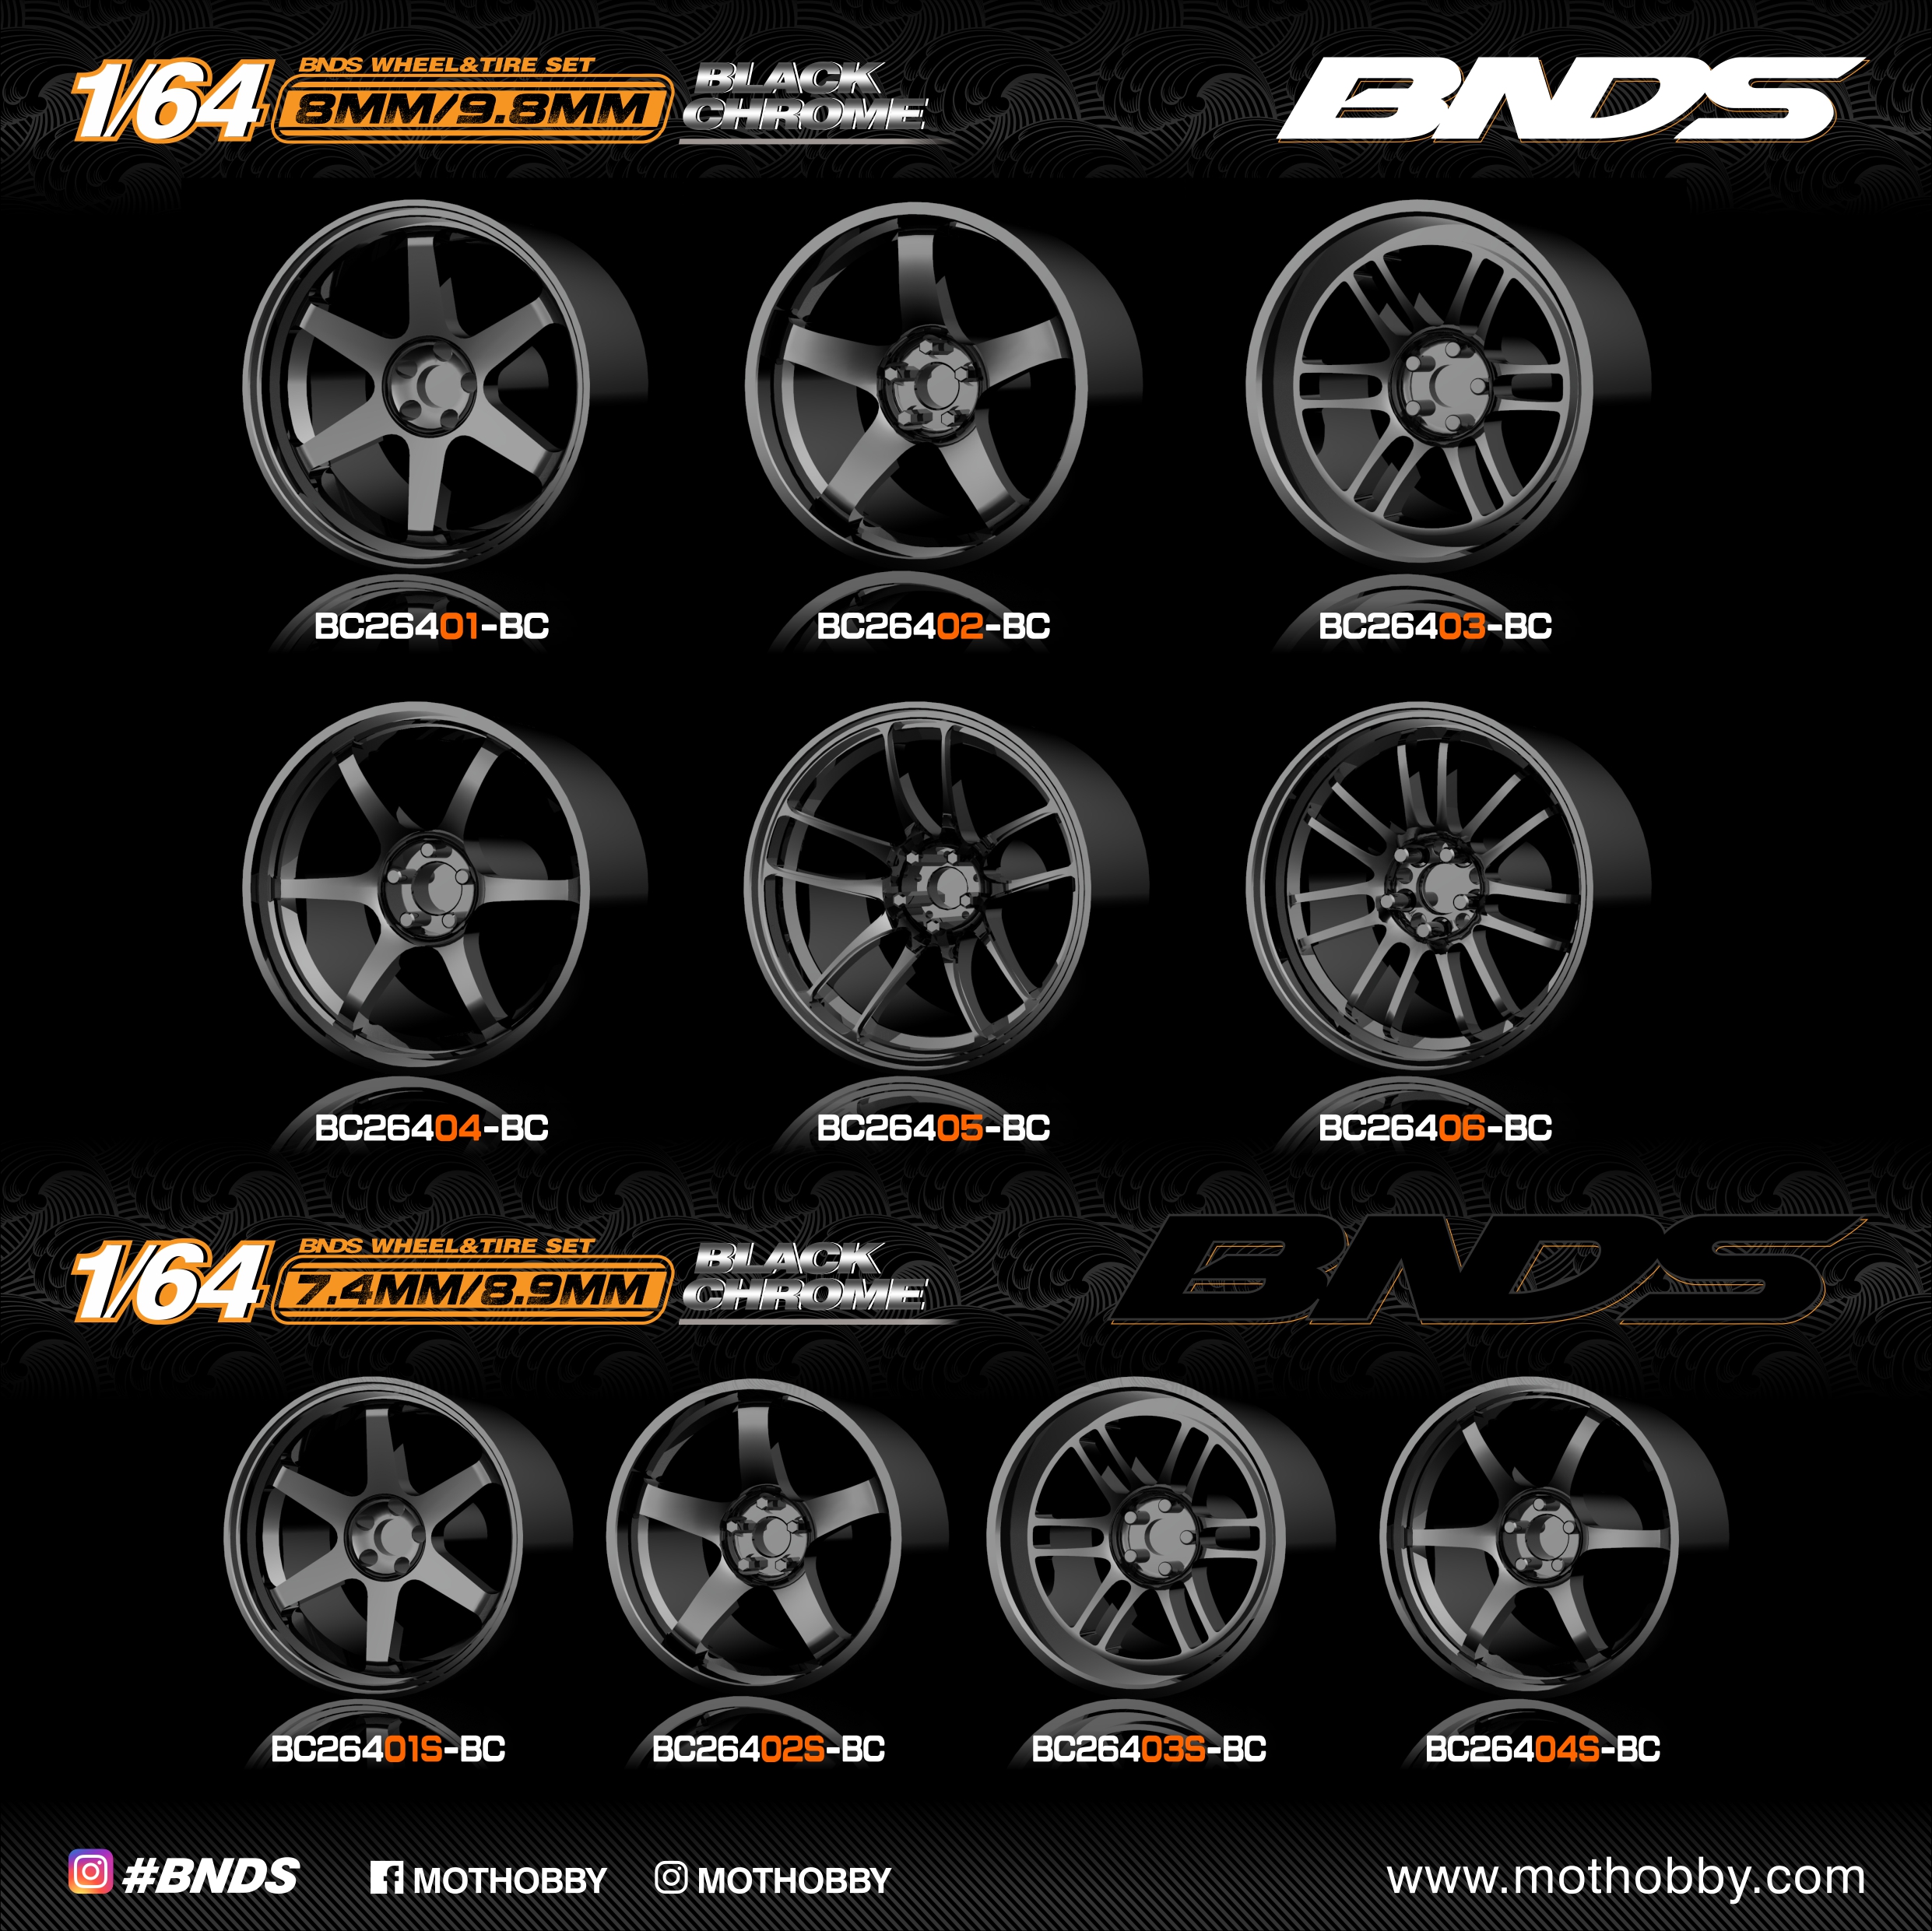 1/64
BNDS WHEEL&TIRE SET
8MM/9.8MM
BLACK
CHROME
BNDS
BC26401-BC
BC26402-BC
BC26403-BC
BC26404-BC
BC26405-BC
BC26406-BC
1/64
BNDS WHEEL&TIRE SET
7.4MM/8.9MM
BLACK
CHROME
BNDS
BC26401S-BC
BC26402S-BC
BC26403S-BC
BC26404S-BC
#BNDS
MOTHOBBY
MOTHOBBY
www.mothobby.com